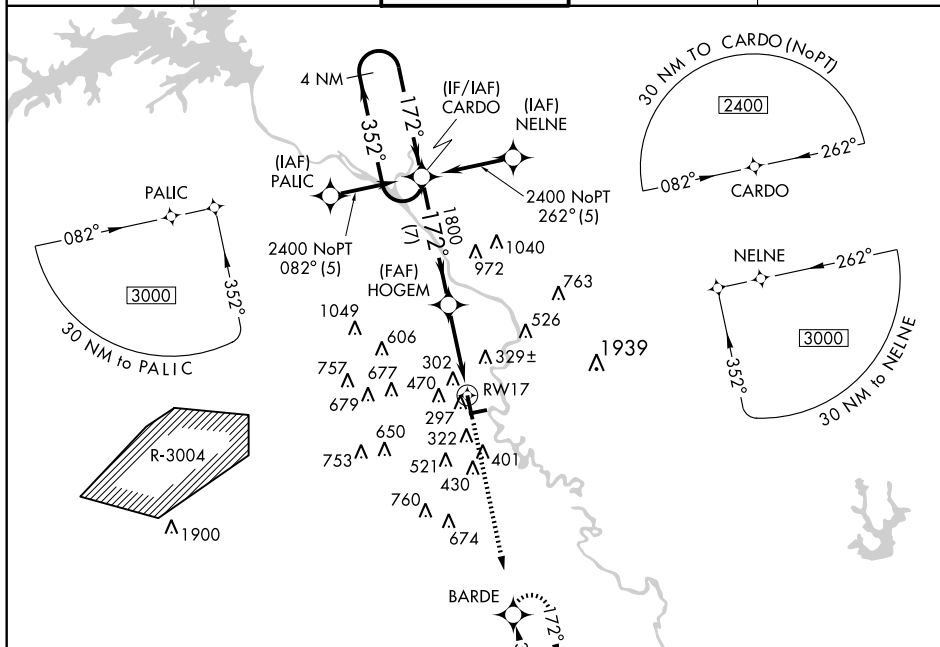 4 NM
(IF/IAF)
CARDO
(IAF)
NELNE
(IAF)
PALIC
172°
352°
2400 NoPT
262° (5)
2400 NoPT
082° (5)
172°
1800
(7)
(FAF)
HOGEM
30 NM TO CARDO (NoPT)
2400
082°
262°
CARDO
PALIC
082°
352°
3000
30 NM to PALIC
NELNE
262°
352°
3000
30 NM to NELNE
1040
972
763
526
1049
606
329±
1939
757
677
302
470
RW17
679
297
322
650
753
521
401
430
760
674
R-3004
1900
BARDE
172°